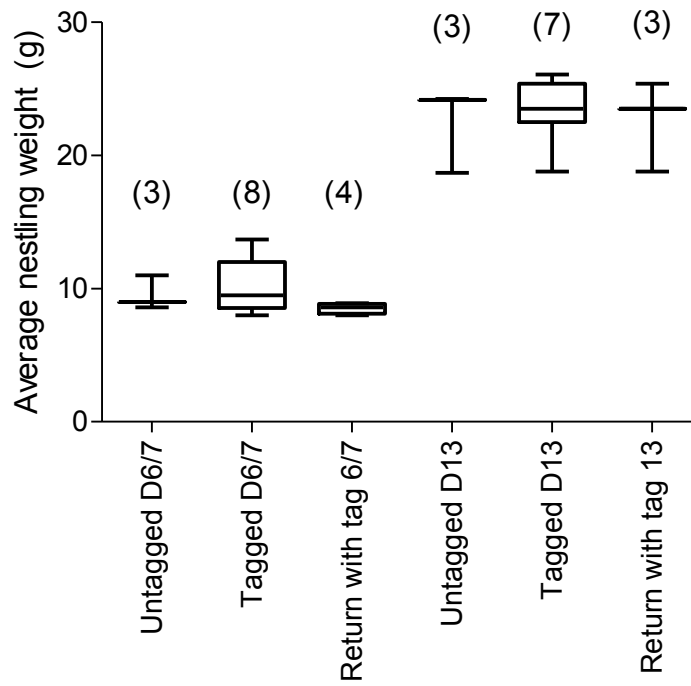 Average nestling weight (g)
30
20
10
0
(3)
(8)
(4)
(3)
(7)
(3)
Untagged D6/7
Tagged D6/7
Return with tag 6/7
Untagged D13
Tagged D13
Return with tag 13